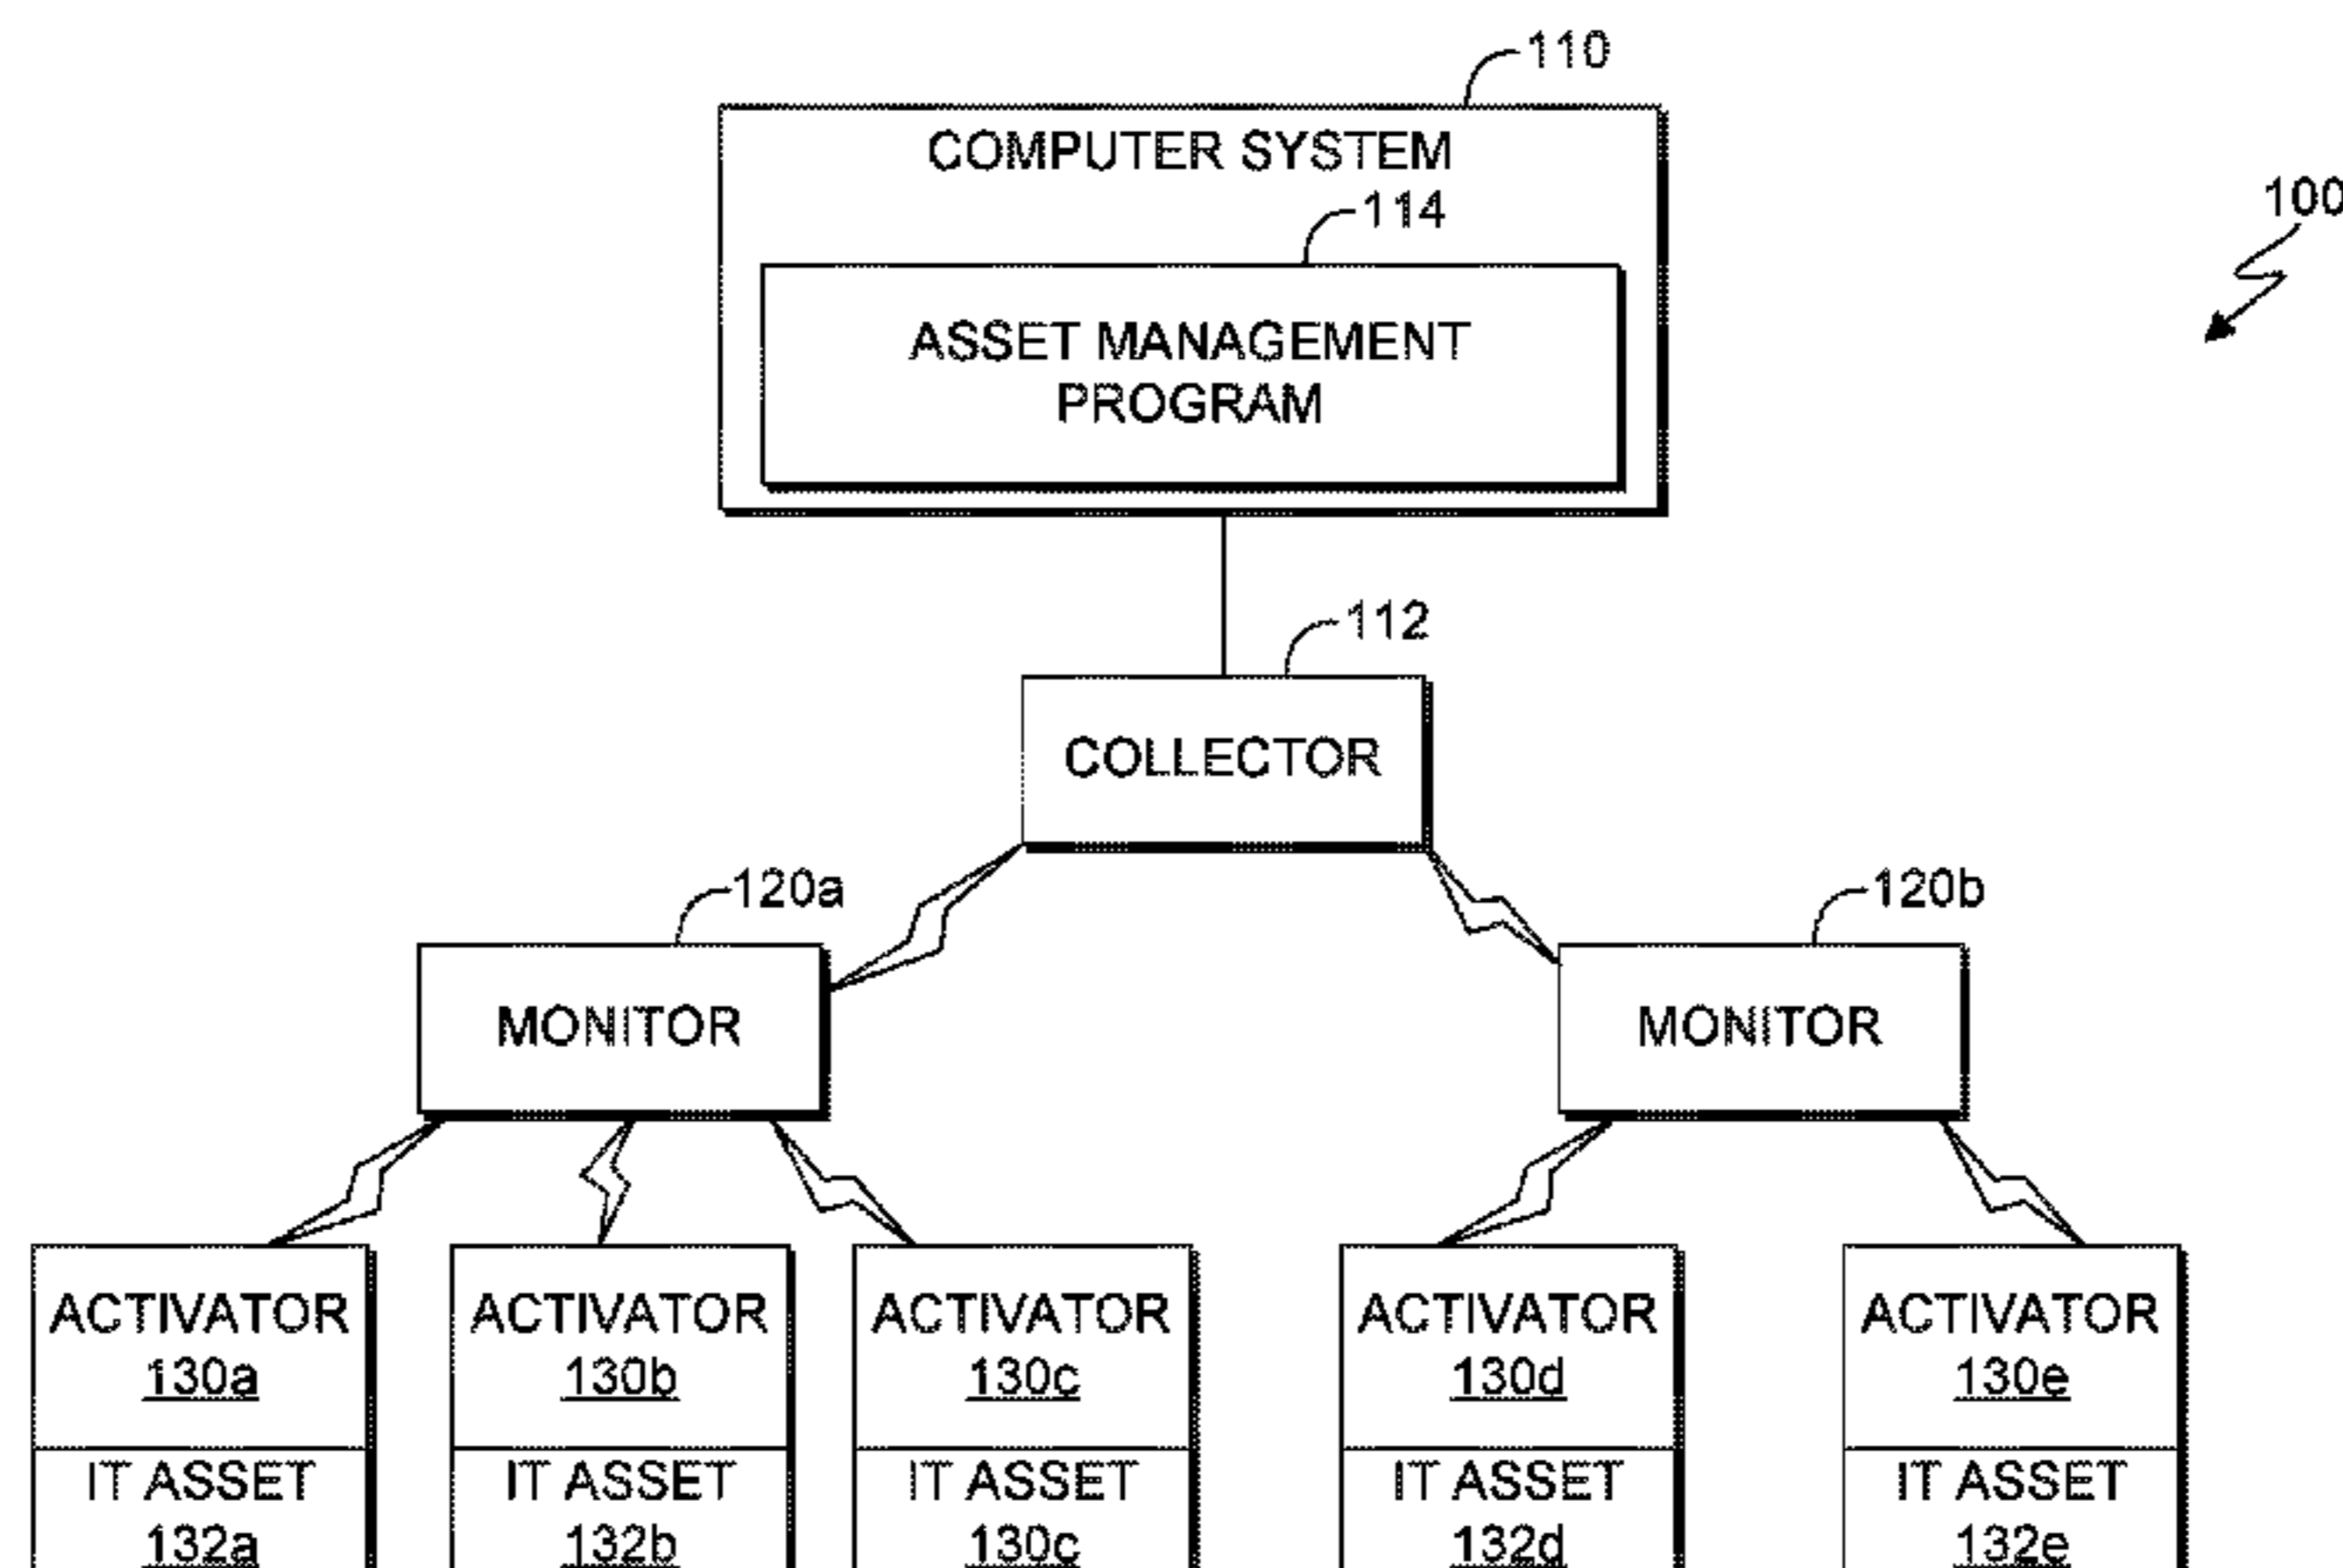 110
COMPUTER SYSTEM
114
100
ASSET MANAGEMENT
PROGRAM
112
COLLECTOR
120a
120b
MONITOR
MONITOR
ACTIVATOR
130a
ACTIVATOR
130b
ACTIVATOR
130c
ACTIVATOR
130d
ACTIVATOR
130e
IT ASSET
132a
IT ASSET
132b
IT ASSET
130c
IT ASSET
132d
IT ASSET
132e